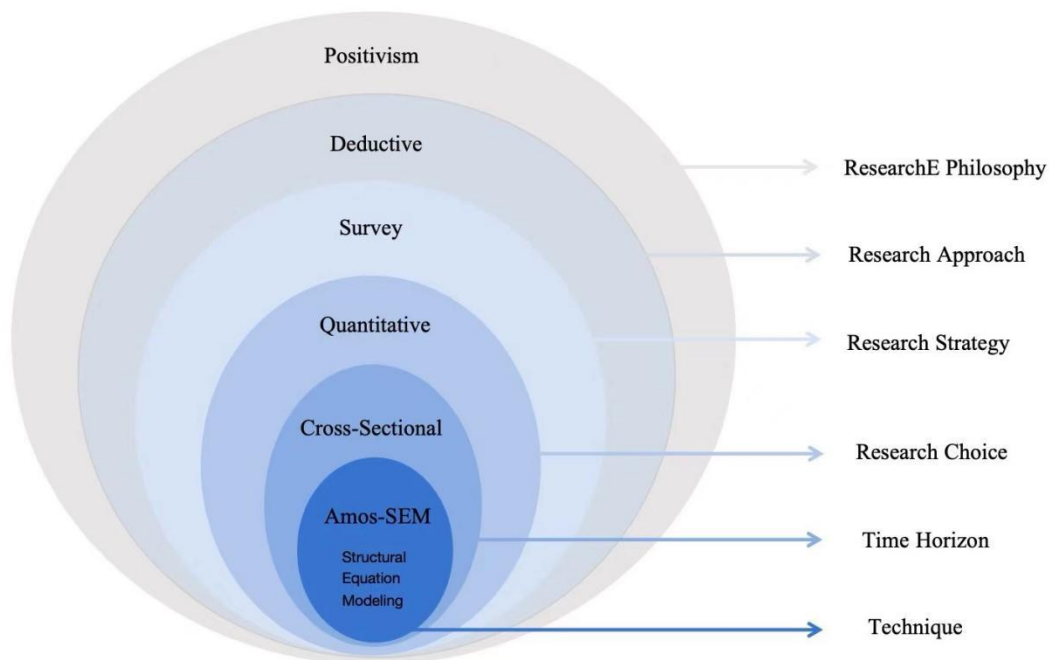 Positivism
Deductive
ResearchE Philosophy
Survey
Research Approach
Quantitative
Research Strategy
Cross-Sectional
Research Choice
Amos-SEM
Structural
Equation
Modeling
Time Horizon
Technique